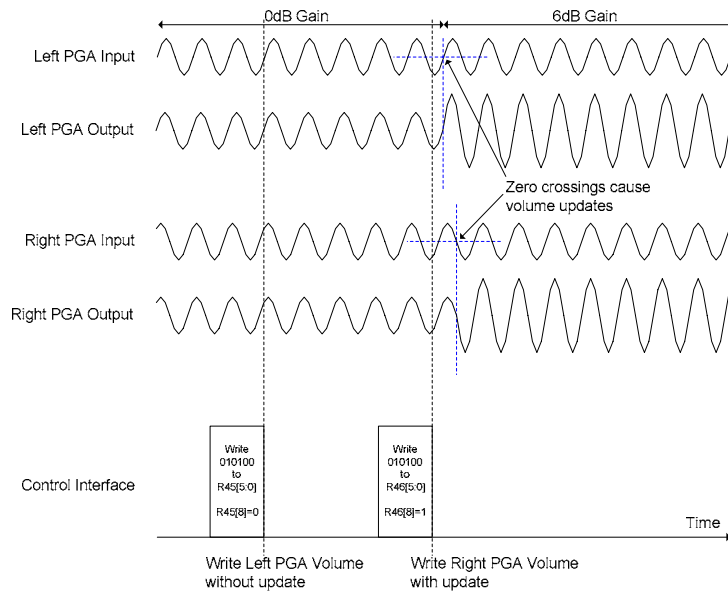 0dB Gain
6dB Gain
Left PGA Input
Left PGA Output
Zero crossings cause
volume updates
Right PGA Input
Right PGA Output
Control Interface
Write
010100
to
R45[5:0]
R45[8]=0
Write
010100
to
R46[5:0]
R46[8]=1
Time
Write Left PGA Volume
without update
Write Right PGA Volume
with update